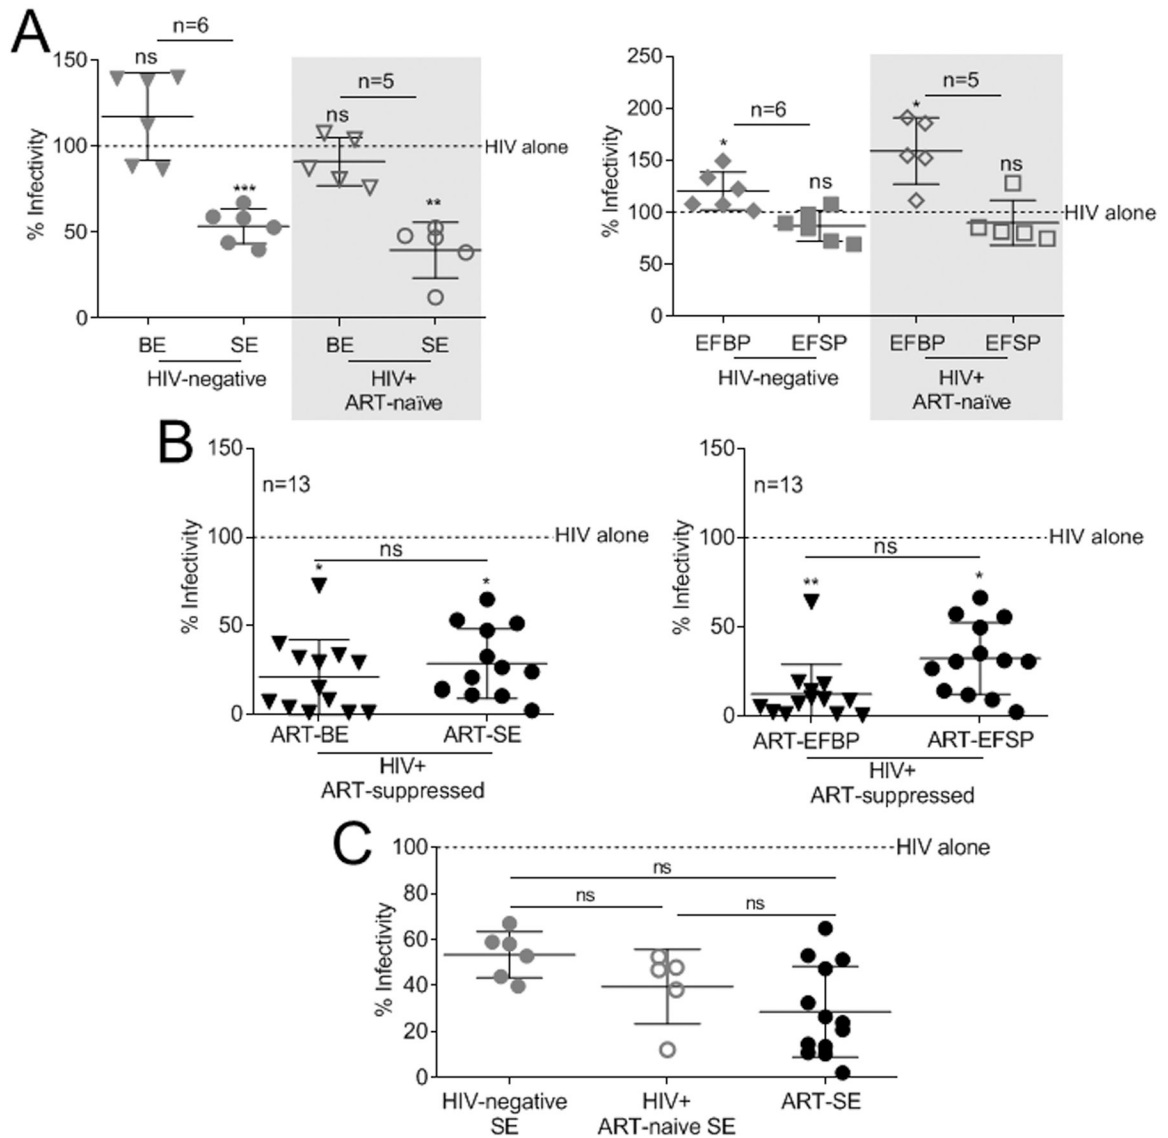 A
n=6
ns
***
n=5
ns
**
HIV alone
150
100
50
0
% Infectivity
BE
SE
BE
SE
HIV-negative
HIV+
ART-naïve
n=6
*
ns
n=5
*
ns
HIV alone
250
200
150
100
50
0
% Infectivity
EFBP
EFSP
EFBP
EFSP
HIV-negative
HIV+
ART-naïve
B
n=13
HIV alone
ns
*
*
150
100
50
0
% Infectivity
ART-BE
ART-SE
HIV+
ART-suppressed
n=13
HIV alone
ns
**
*
150
100
50
0
% Infectivity
ART-EFBP
ART-EFSP
HIV+
ART-suppressed
C
HIV alone
ns
ns
ns
100
80
60
40
20
0
% Infectivity
HIV-negative
SE
HIV+
ART-naive SE
ART-SE